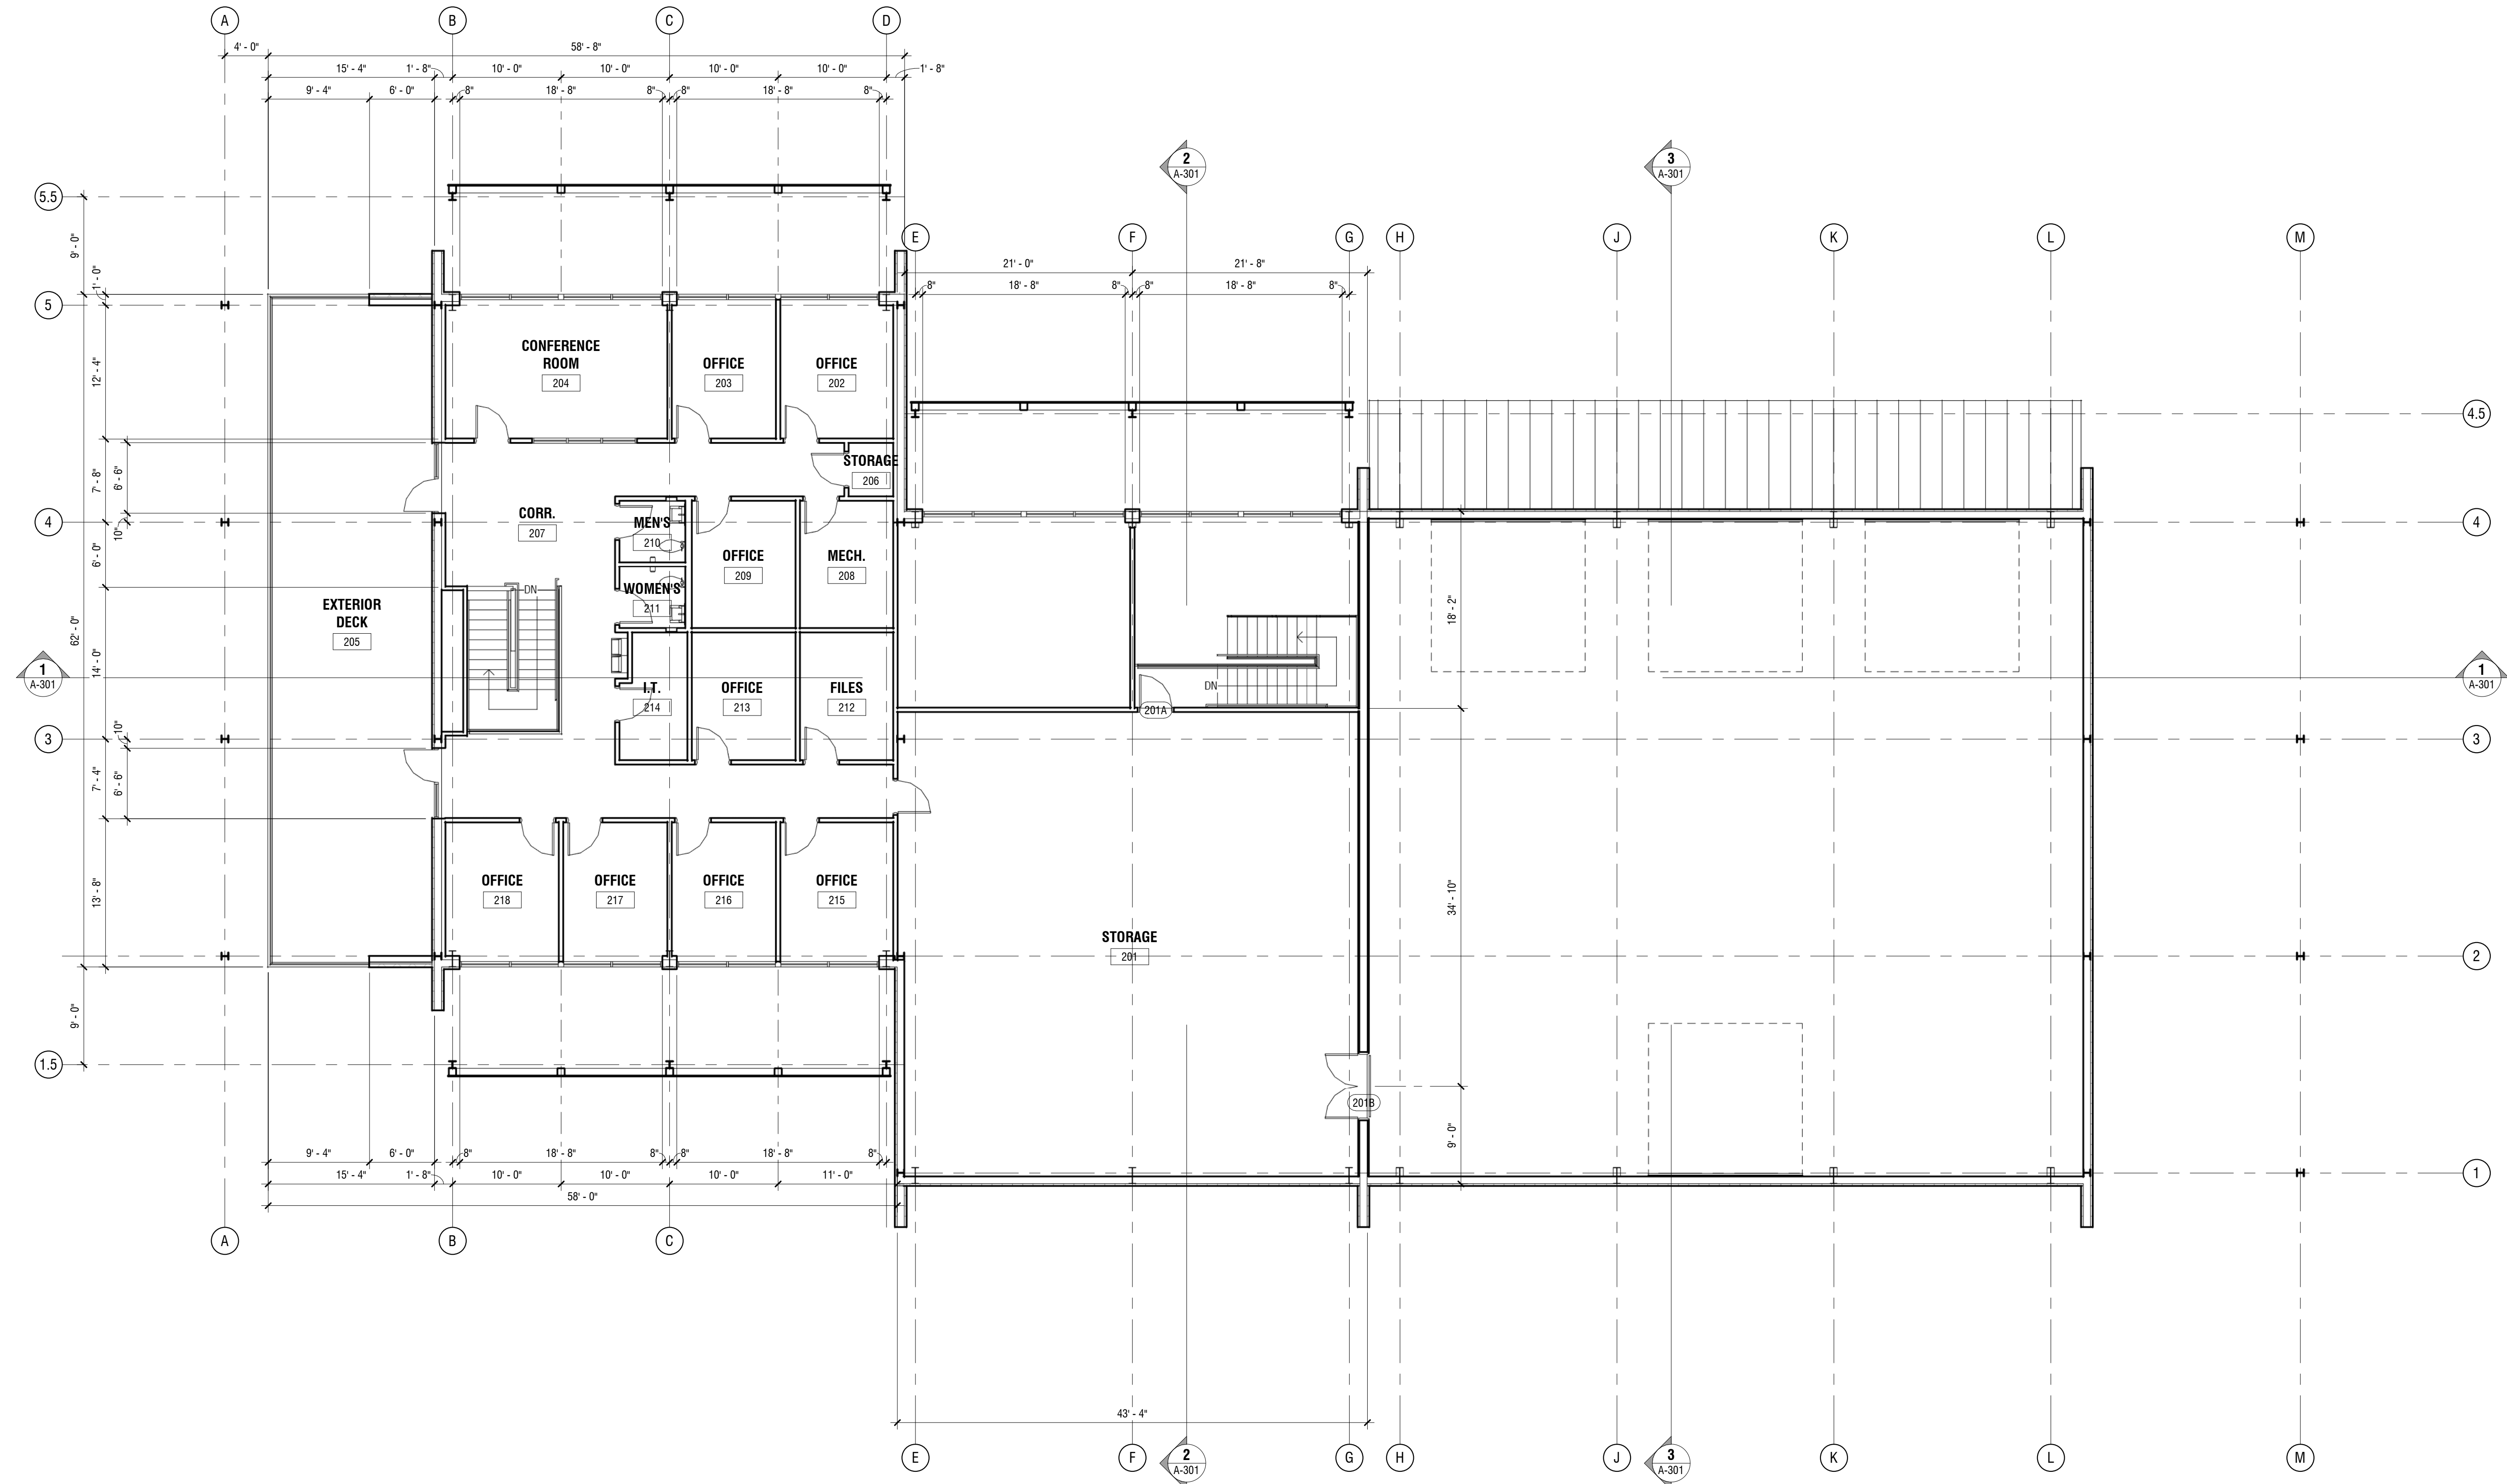 A B C D
4' - 0" 58' - 8"
15' - 4" 1' - 8" 10' - 0" 10' - 0" 10' - 0" 10' - 0" 1' - 8"
9' - 4" 6' - 0" 8" 18' - 8" 8" 8" 18' - 8" 8"
2 3
A-301 A-301
5.5
E F G H J K L M
9' - 0"
21' - 0" 21' - 8"
1' - 0"
8" 18' - 8" 8" 8" 18' - 8" 8"
5
CONFERENCE
ROOM
204
OFFICE
203
OFFICE
202
12' - 4"
4.5
STORAGE
206
7' - 8"
6' - 6"
CORR.
207
MEN'S
210
4
4
10"
OFFICE
209
MECH.
208
6' - 0"
WOMEN'S
211
DN
EXTERIOR
DECK
205
18' - 2"
62' - 0"
14' - 0"
1
A-301
1
A-301
I.T.
214
OFFICE
213
FILES
212
DN
201A
10"
3
3
7' - 4"
6' - 6"
13' - 8"
OFFICE
218
OFFICE
217
OFFICE
216
OFFICE
215
34' - 10"
STORAGE
201
2
9' - 0"
1.5
201B
9' - 0"
9' - 4" 6' - 0" 8" 18' - 8" 8" 8" 18' - 8" 8"
15' - 4" 1' - 8" 10' - 0" 10' - 0" 10' - 0" 11' - 0"
1
58' - 0"
A B C
43' - 4"
E F G H J K L M
2 3
A-301 A-301